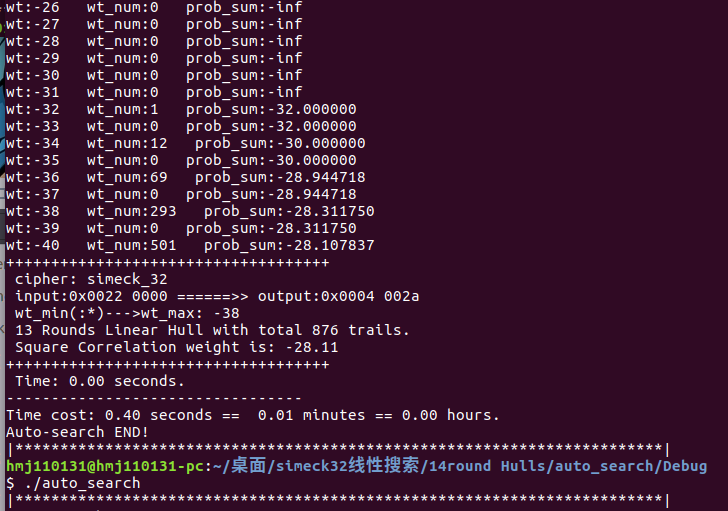 wt:-26   wt_num:0   prob_sum:-inf
wt:-27   wt_num:0   prob_sum:-inf
wt:-28   wt_num:0   prob_sum:-inf
wt:-29   wt_num:0   prob_sum:-inf
wt:-30   wt_num:0   prob_sum:-inf
wt:-31   wt_num:0   prob_sum:-inf
wt:-32   wt_num:1   prob_sum:-32.000000
wt:-33   wt_num:0   prob_sum:-32.000000
wt:-34   wt_num:12   prob_sum:-30.000000
wt:-35   wt_num:0   prob_sum:-30.000000
wt:-36   wt_num:69   prob_sum:-28.944718
wt:-37   wt_num:0   prob_sum:-28.944718
wt:-38   wt_num:293   prob_sum:-28.311750
wt:-39   wt_num:0   prob_sum:-28.311750
wt:-40   wt_num:501   prob_sum:-28.107837
++++++++++++++++++++++++++++++++++++
cipher: simeck_32
input:0x0022 0000 ======>> output:0x0004 002a
wt_min(:*)--->wt_max: -38
13 Rounds Linear Hull with total 876 trails.
Square Correlation weight is: -28.11
++++++++++++++++++++++++++++++++++++
Time: 0.00 seconds.
---------------------------------
Time cost: 0.40 seconds ==  0.01 minutes == 0.00 hours.
Auto-search END!
|************************************************************************|
hmj110131@hmj110131-pc:~/桌面/simeck32线性搜索/14round Hulls/auto_search/Debug
$ ./auto_search
|************************************************************************|